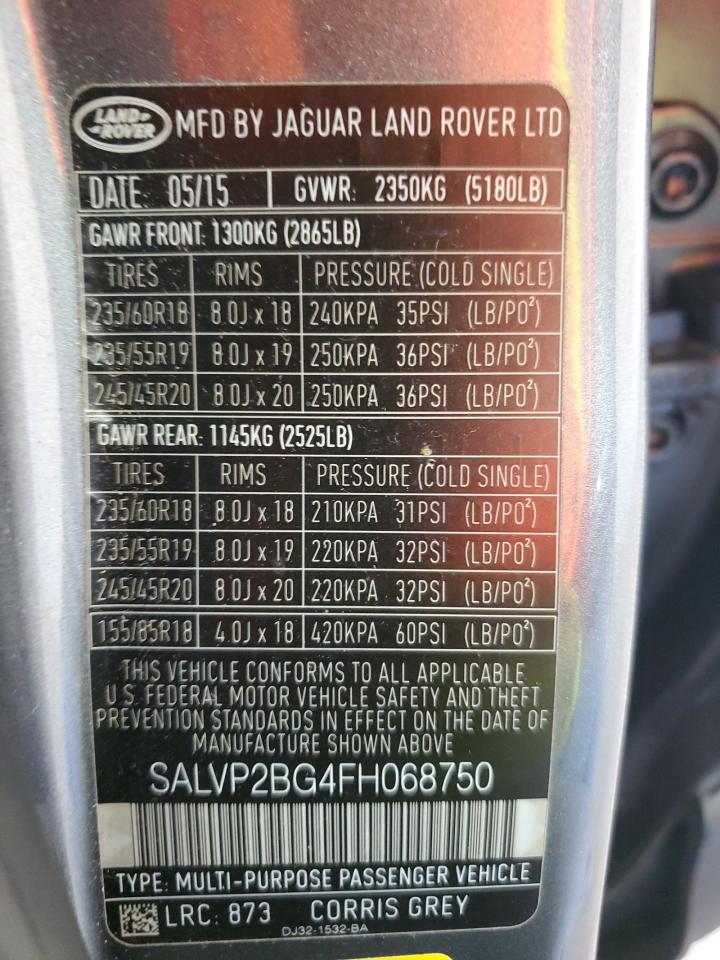 LAND ROVER MFD BY JAGUAR LAND ROVER LTD
DATE: 05/15 GVWR: 2350KG (5180LB)
GAWR FRONT: 1300KG (2865LB)
TIRES RIMS PRESSURE (COLD SINGLE)
235/60R18 8.0J x 18 240KPA 35PSI (LB/PO²)
235/55R19 8.0J x 19 250KPA 36PSI (LB/PO²)
245/45R20 8.0J x 20 250KPA 36PSI (LB/PO²)
GAWR REAR: 1145KG (2525LB)
TIRES RIMS PRESSURE (COLD SINGLE)
235/60R18 8.0J x 18 210KPA 31PSI (LB/PO²)
235/55R19 8.0J x 19 220KPA 32PSI (LB/PO²)
245/45R20 8.0J x 20 220KPA 32PSI (LB/PO²)
155/85R18 4.0J x 18 420KPA 60PSI (LB/PO²)
THIS VEHICLE CONFORMS TO ALL APPLICABLE
U.S. FEDERAL MOTOR VEHICLE SAFETY AND THEFT
PREVENTION STANDARDS IN EFFECT ON THE DATE OF
MANUFACTURE SHOWN ABOVE
SALVP2BG4FH068750
TYPE: MULTI-PURPOSE PASSENGER VEHICLE
LRC: 873 CORRIS GREY
DJ32-1532-BA